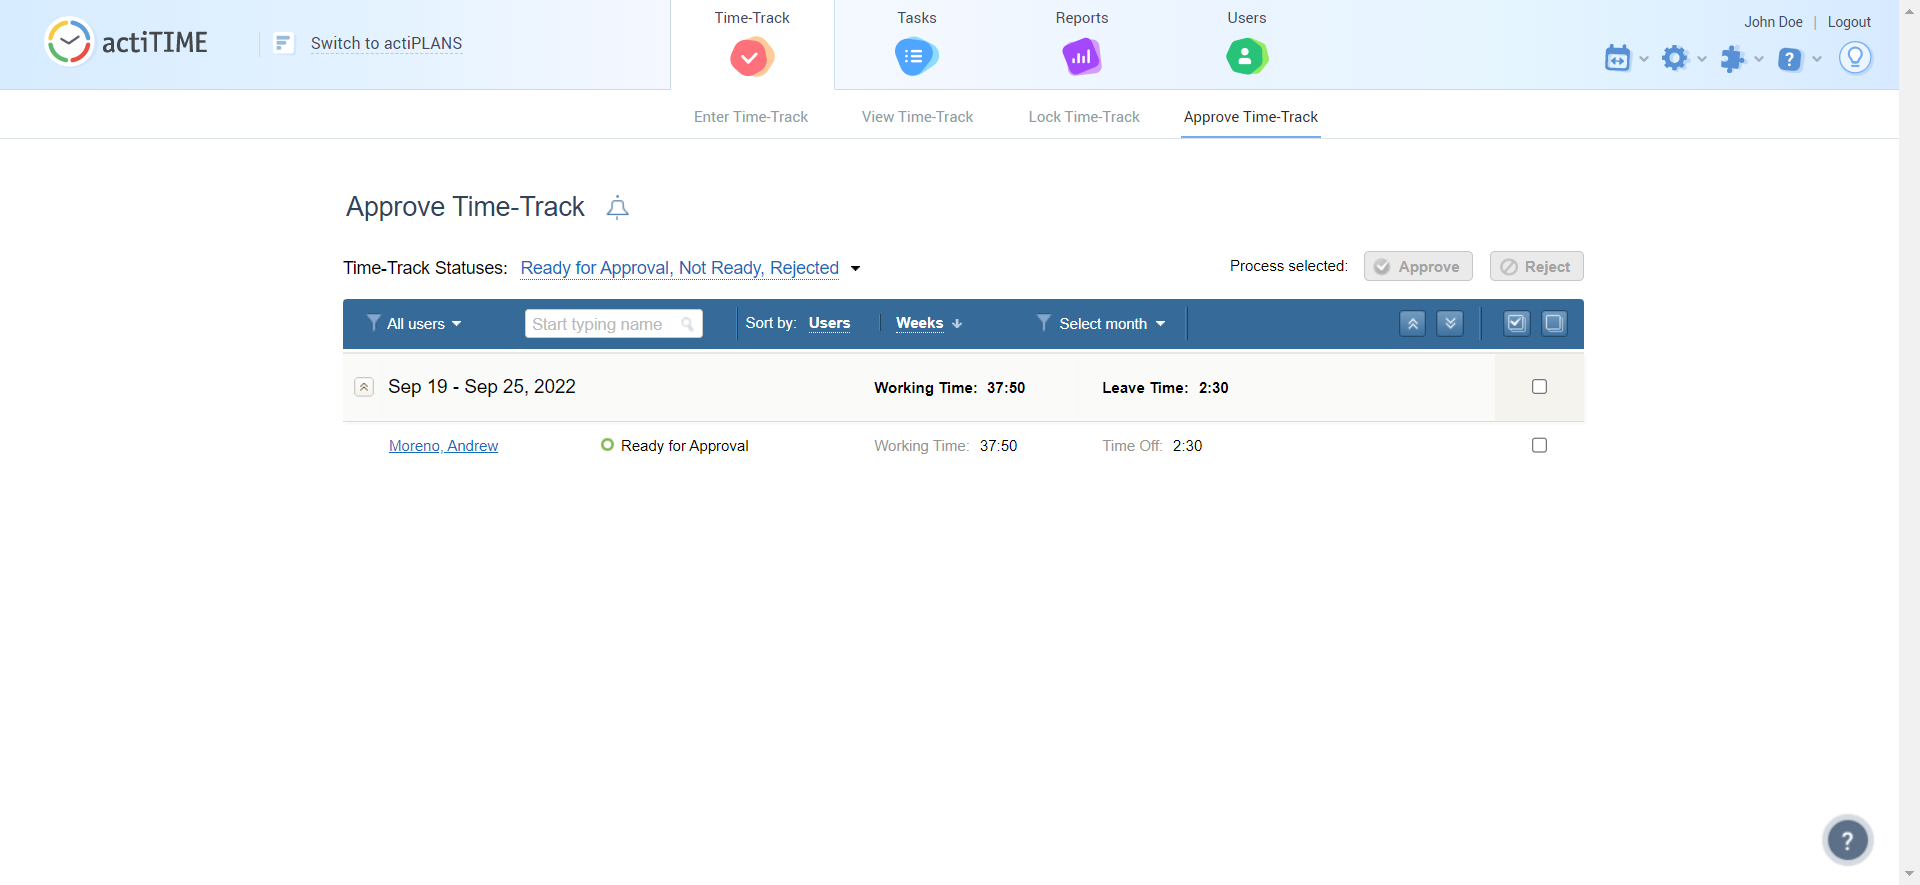 actiTIME
Switch to actiPLANS
Time-Track
Tasks
Reports
Users
John Doe | Logout
Enter Time-Track
View Time-Track
Lock Time-Track
Approve Time-Track
Approve Time-Track
Time-Track Statuses: Ready for Approval, Not Ready, Rejected
Process selected: Approve Reject
All users
Start typing name
Sort by: Users
Weeks
Select month
Sep 19 - Sep 25, 2022 Working Time: 37:50 Leave Time: 2:30
Moreno, Andrew Ready for Approval Working Time: 37:50 Time Off: 2:30
?